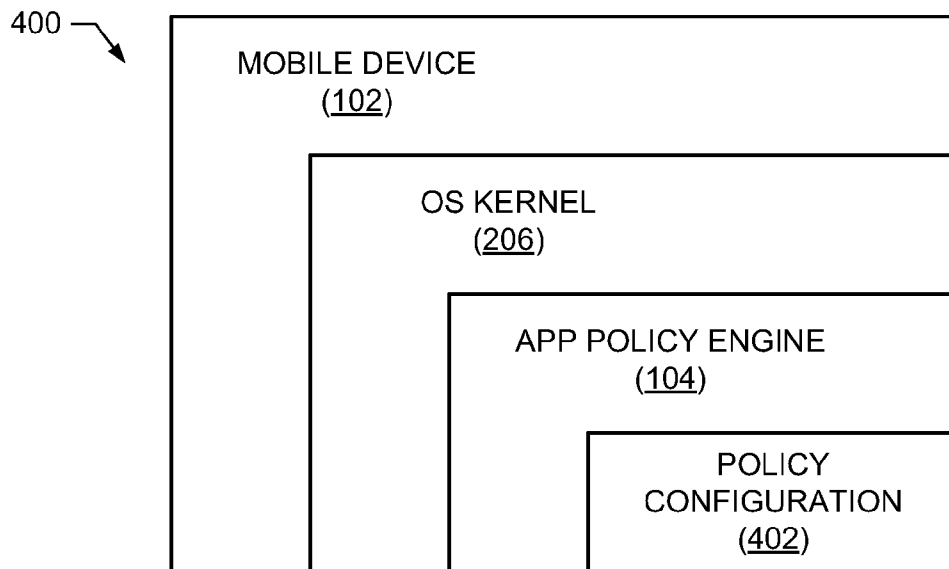 400
MOBILE DEVICE
(102)
OS KERNEL
(206)
APP POLICY ENGINE
(104)
POLICY
CONFIGURATION
(402)